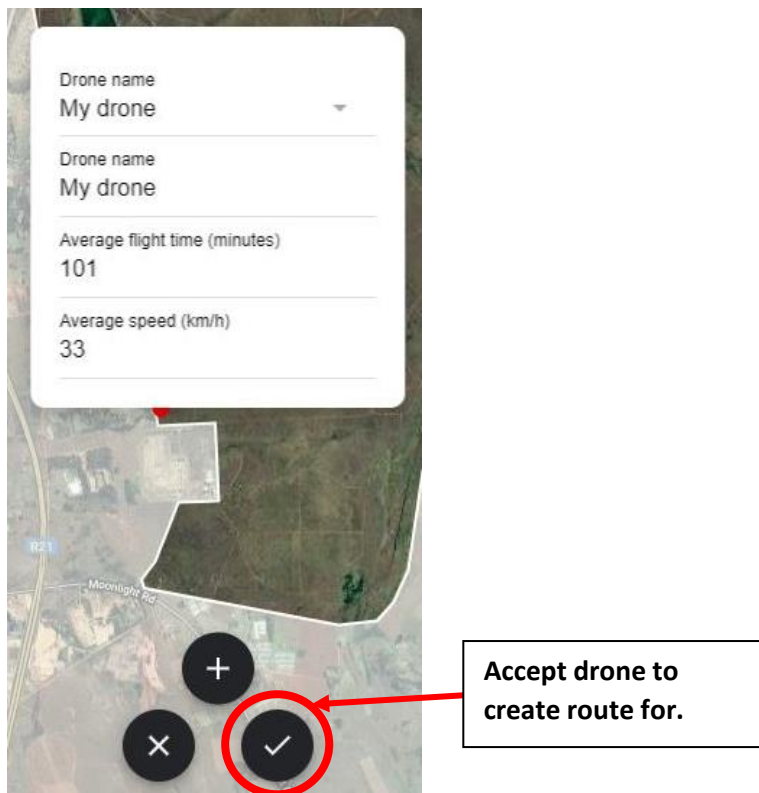 Drone name
My drone
Drone name
My drone
Average flight time (minutes)
101
Average speed (km/h)
33
R21
Moonlight Rd
Accept drone to
create route for.